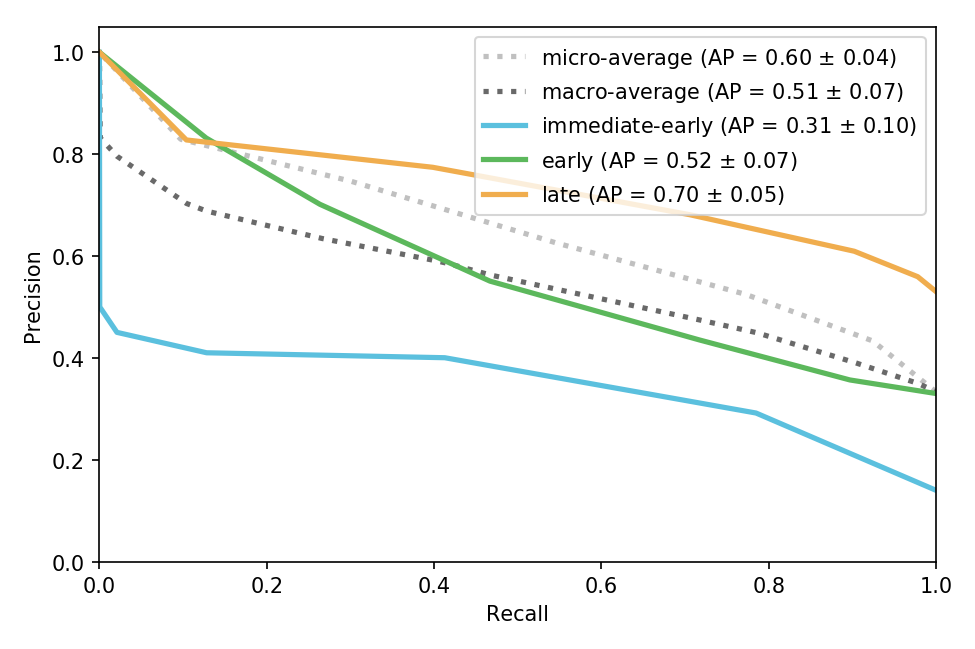 1.0
0.8
0.6
0.4
0.2
0.0
Precision
micro-average (AP = 0.60 ± 0.04)
macro-average (AP = 0.51 ± 0.07)
immediate-early (AP = 0.31 ± 0.10)
early (AP = 0.52 ± 0.07)
late (AP = 0.70 ± 0.05)
0.0 0.2 0.4 0.6 0.8 1.0
Recall